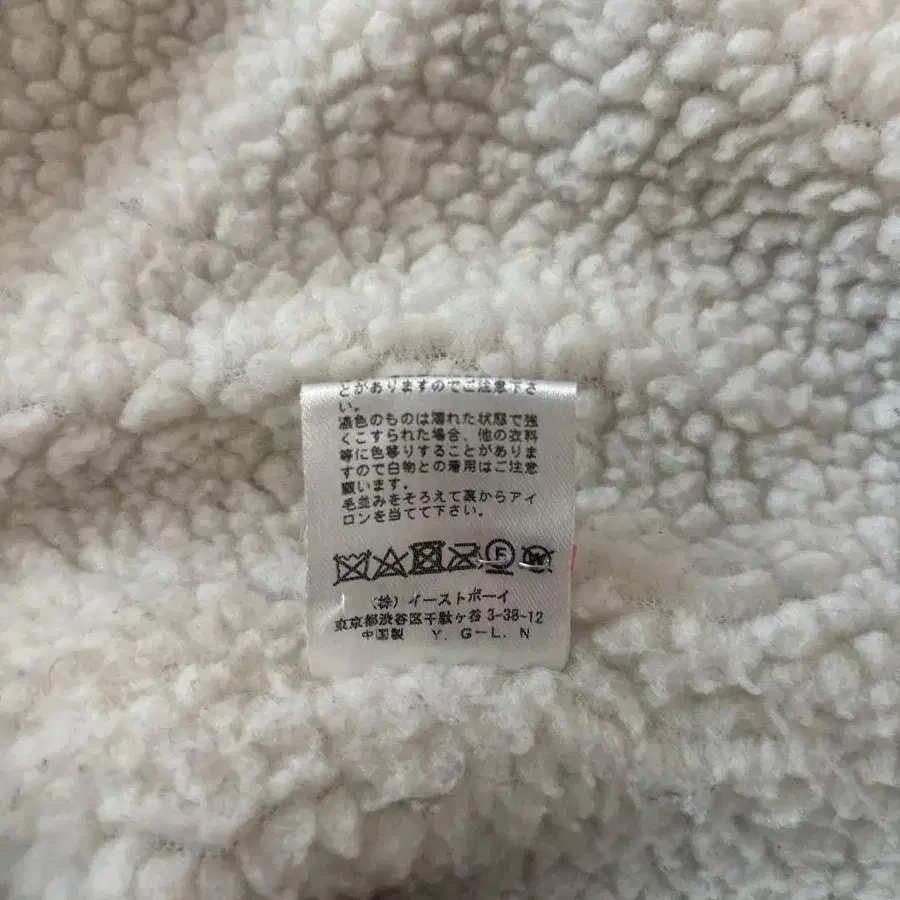 とがありますのでご注意下さ
い。
濃色のものは濡れた状態で強
くこすられた場合、他の衣料
等に色移りすることがありま
すので白物との着用はご注意
願います。
毛並みをそろえて裏からアイ
ロンを当てて下さい。
F W
(株) イーストボーイ
東京都渋谷区千駄ヶ谷 3-38-12
中国製 Y. G-L. N